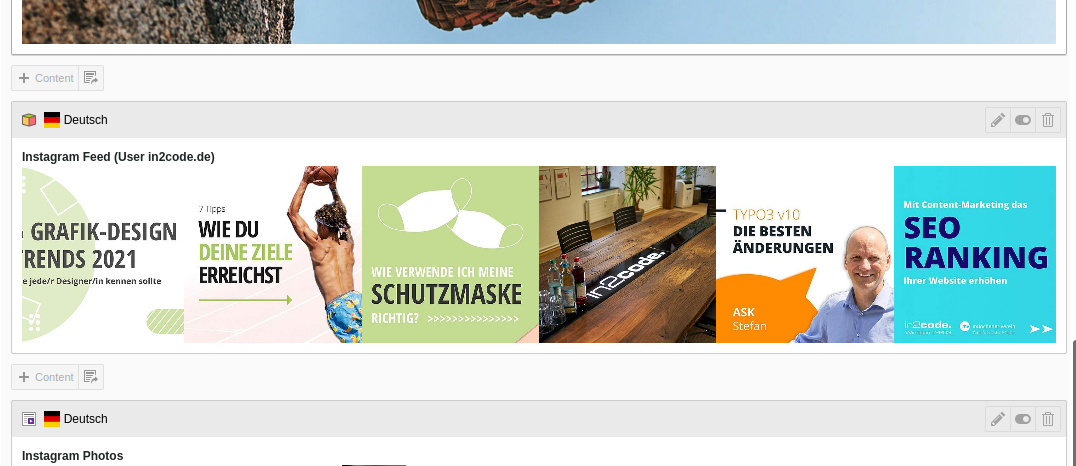 Content
Deutsch
Instagram Feed (User in2code.de)
GRAFIK-DESIGN
TRENDS 2021
e jede/r Designer/in kennen sollte
7 Tipps
WIE DU
DEINE ZIELE
ERREICHST
WIE VERWENDE ICH MEINE
SCHUTZMASKE
RICHTIG? >>>>>>>>>>>>>>>
in2code.
TYPO3 v10
DIE BESTEN
ÄNDERUNGEN
ASK
Stefan
Mit Content-Marketing das
SEO
RANKING
Ihrer Website erhöhen
in2code.
münchener verein
Content
Deutsch
Instagram Photos